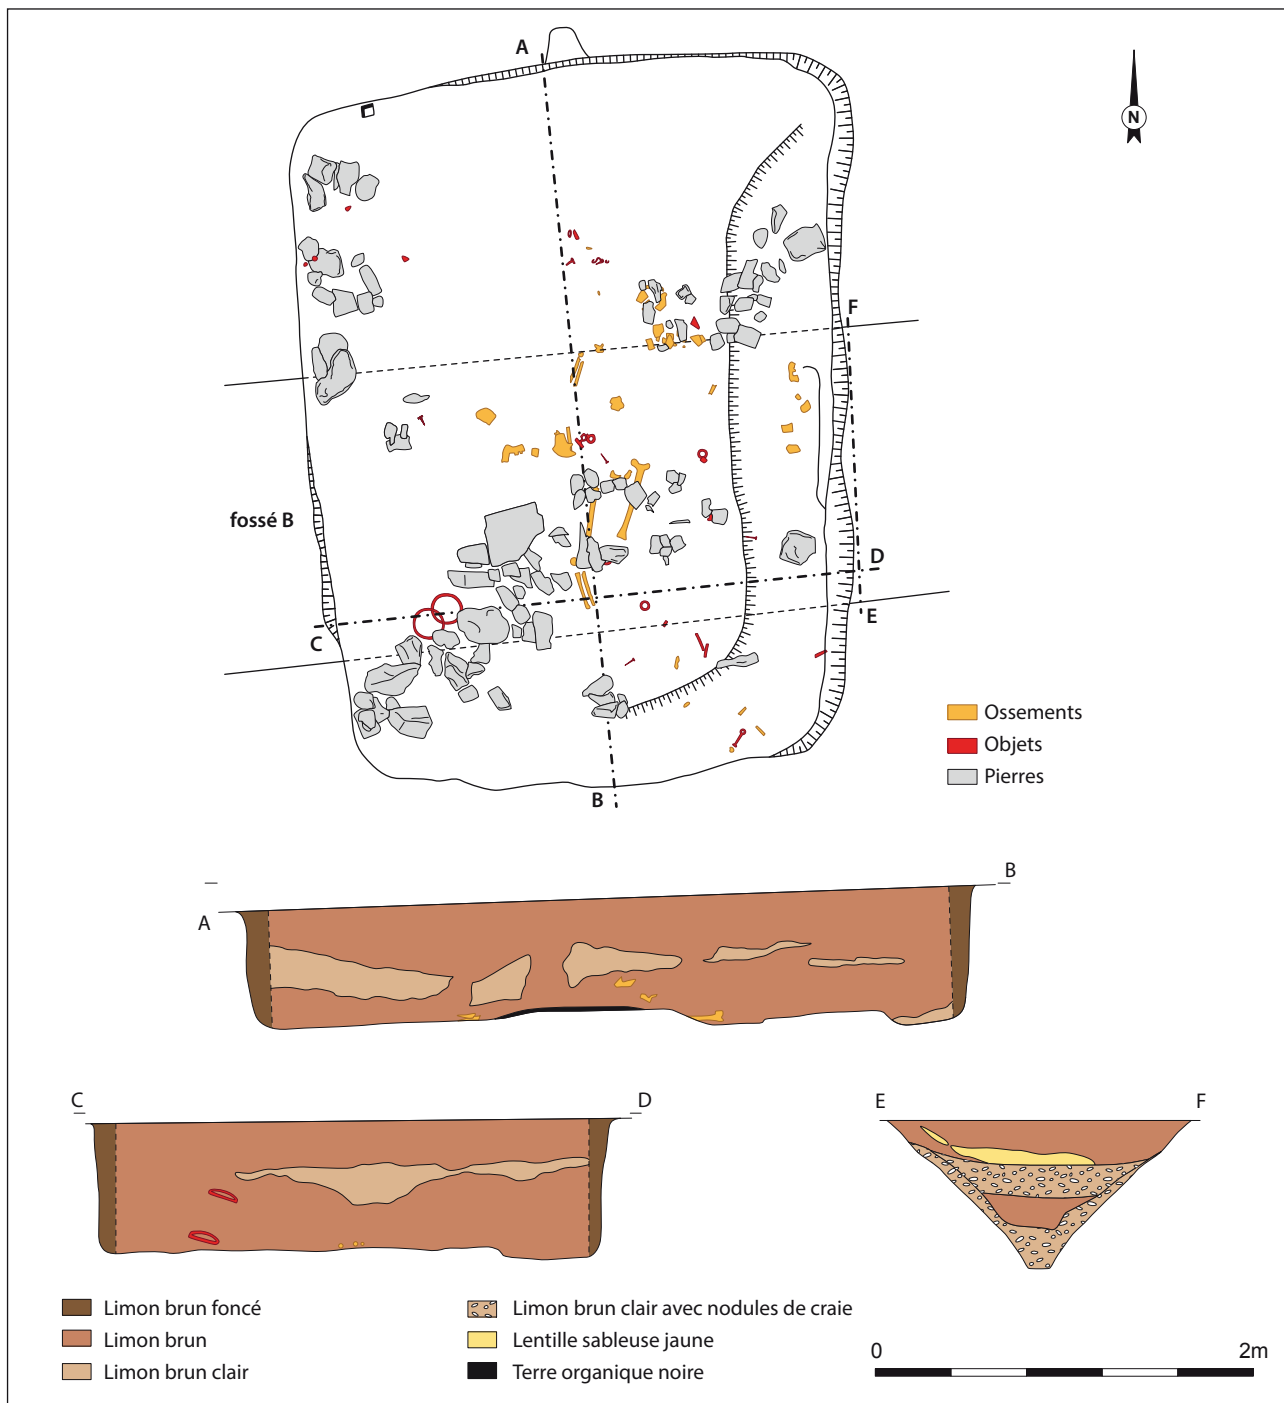 A
N
F
fossé B
D
C
E
Ossements
Objets
Pierres
B
B
A
C
D
E
F
Limon brun foncé
Limon brun
Limon brun clair
Limon brun clair avec nodules de craie
Lentille sableuse jaune
Terre organique noire
0 2m